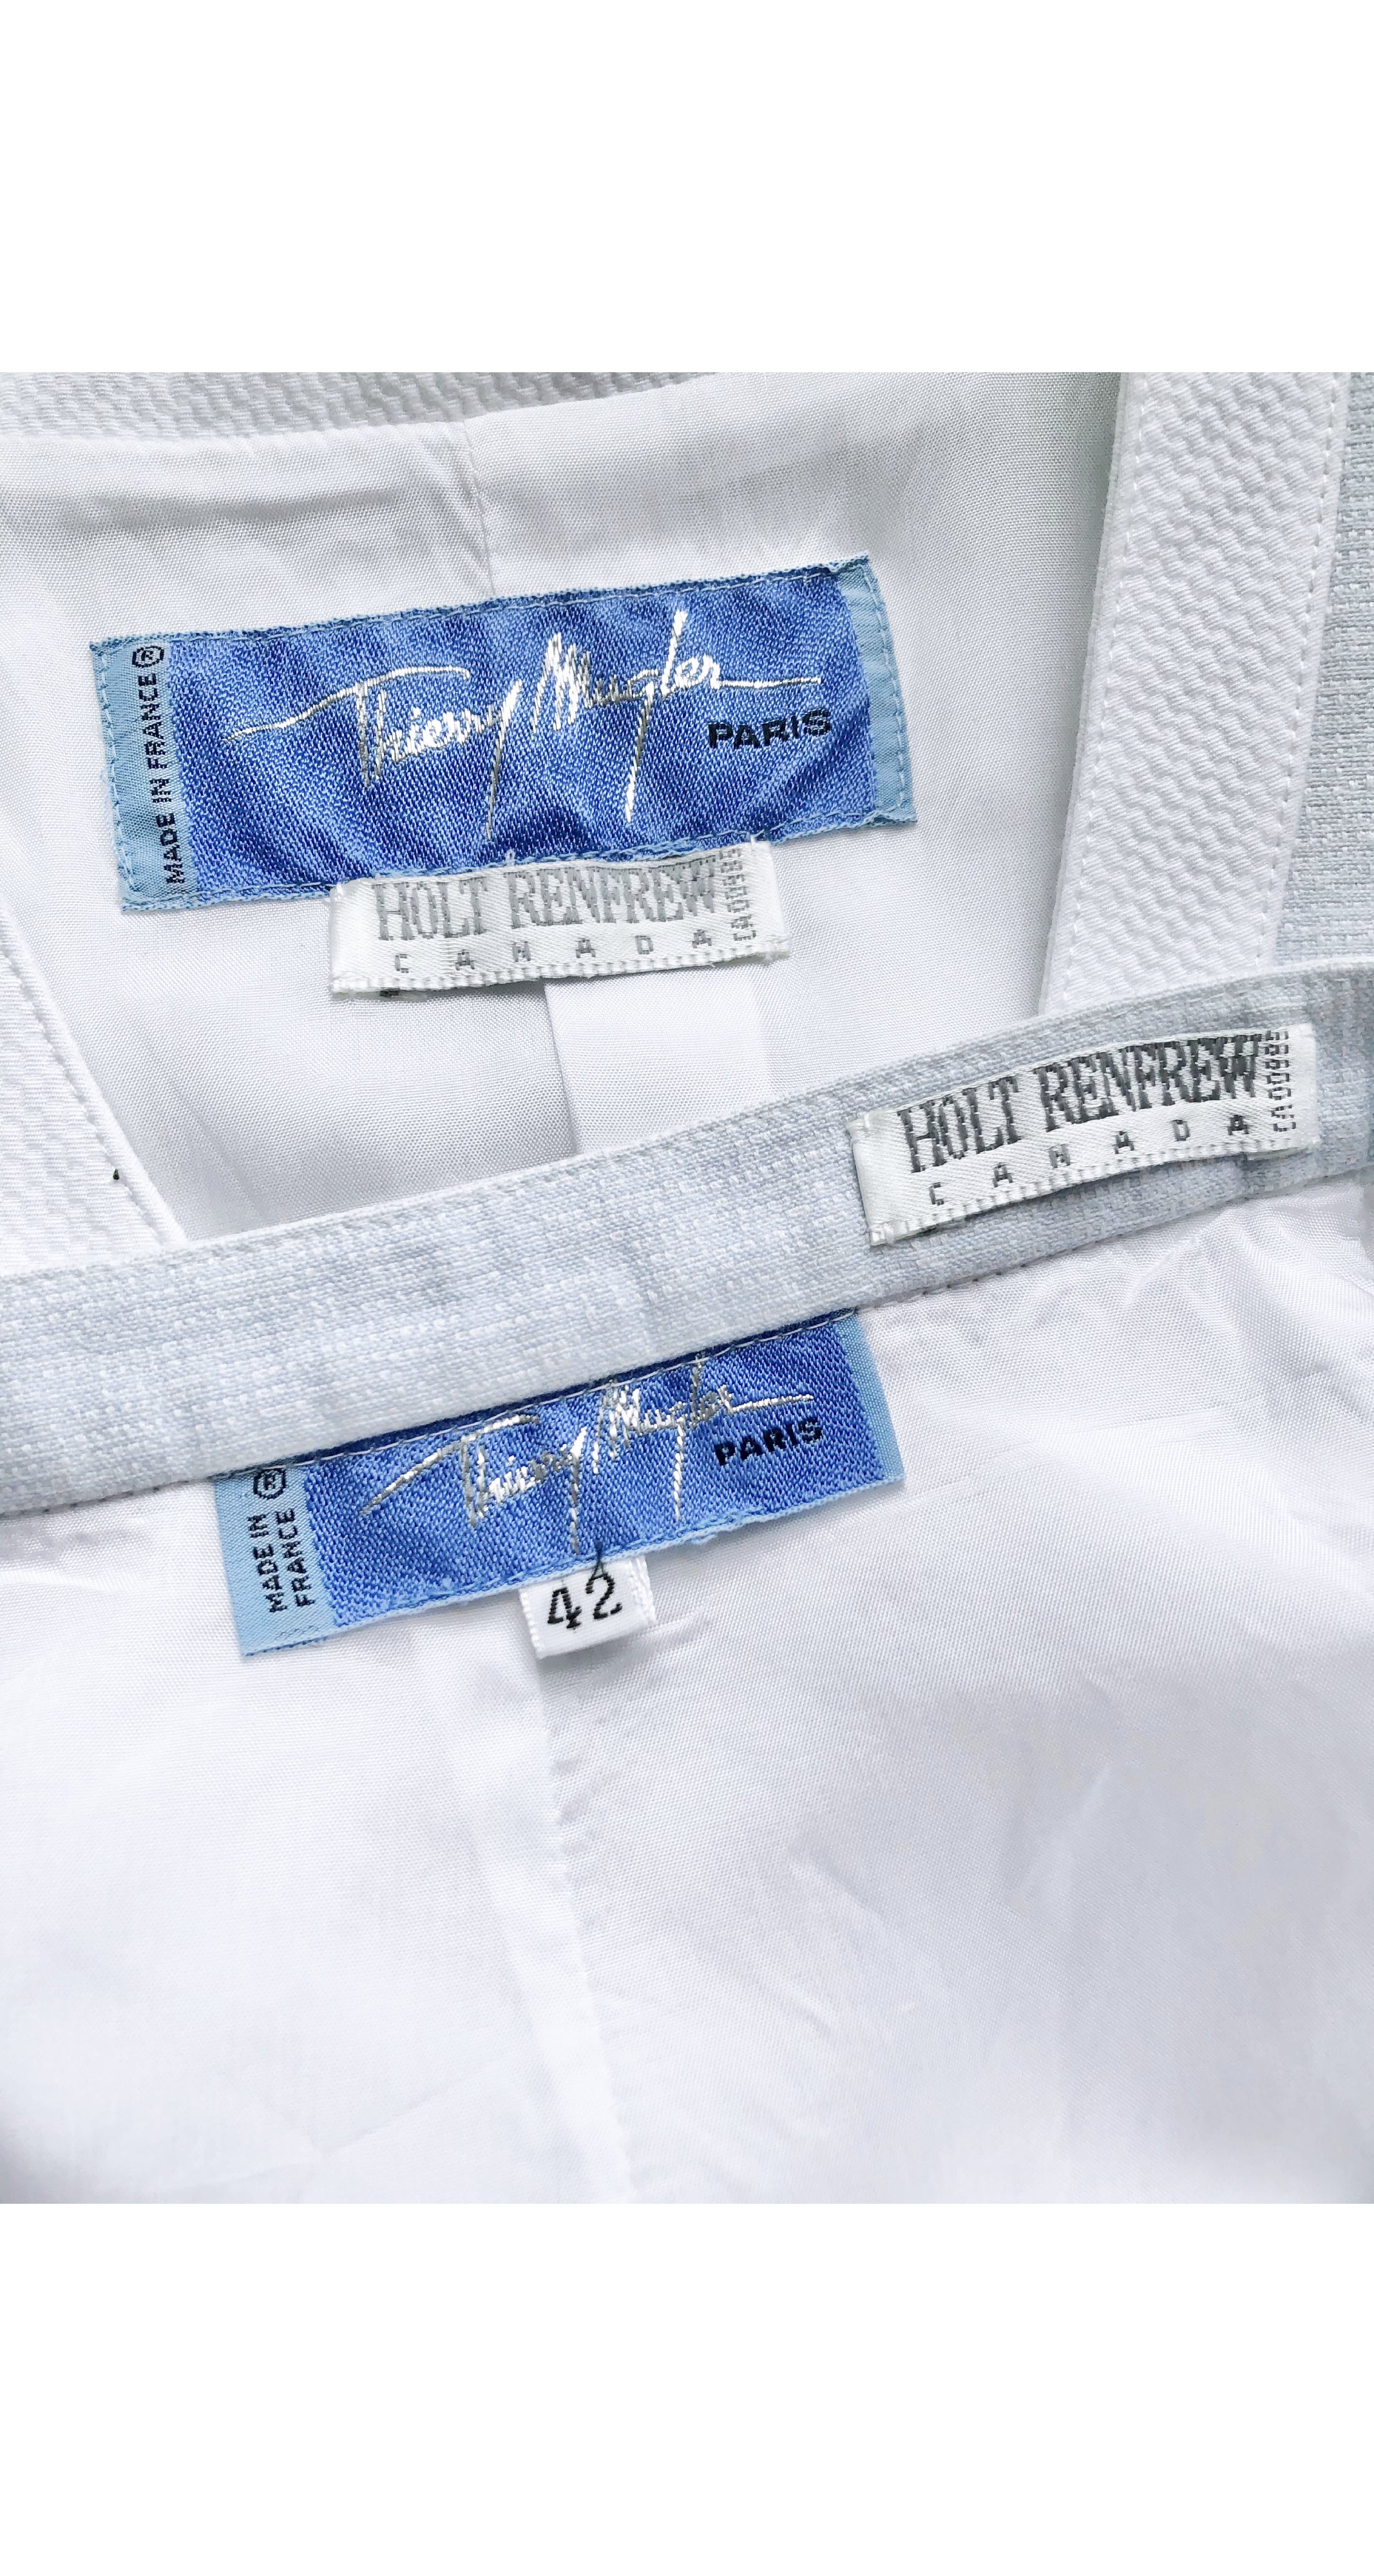 MADE IN FRANCE ®
Thierry Mugler
PARIS
HOLT RENFREW
CANADA
HOLT RENFREW
CANADA
MADE IN ®
FRANCE
Thierry Mugler
PARIS
42